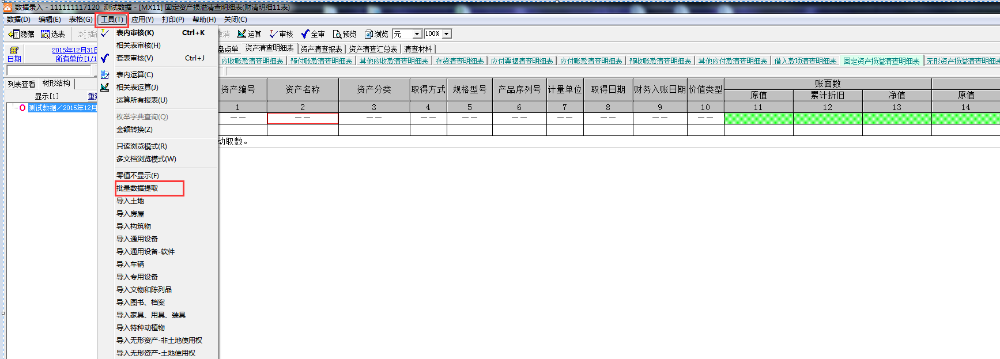 数据录入 - 111111117120  测试数据 - [MX11] 固定资产损溢清查明细表(财清明细11表)
数据(D) 编辑(E) 表格(G) 工具(T) 应用(Y) 打印(P) 帮助(H) 关闭(C)
隐藏 选表 运算 审核 全审 预览 浏览 元 100%
日期 2015年12月31日
所有单位[1/1
盘点单 资产清查明细表 资产清查报表 资产清查汇总表 清查材料
应收账款清查明细表 预付账款清查明细表 其他应收款清查明细表 存货清查明细表 应付票据清查明细表 应付账款清查明细表 预收账款清查明细表 其他应付款清查明细表 借入款项清查明细表 固定资产损溢清查明细表 无形资产损溢清查明细表
列表查看 树形结构
显示[1] 重
测试数据／2015年12月
表内审核(K) Ctrl+K
相关表审核(H)
套表审核(V) Ctrl+J
表内运算(C)
相关表运算(J)
运算所有报表(U)
枚举字典查询(Q)
金额转换(Z)
只读浏览模式(R)
多文档浏览模式(W)
零值不显示(F)
批量数据提取
导入土地
导入房屋
导入构筑物
导入通用设备
导入通用设备-软件
导入车辆
导入专用设备
导入文物和陈列品
导入图书、档案
导入家具、用具、装具
导入特种动植物
导入无形资产-非土地使用权
导入无形资产-土地使用权
资产编号 资产名称 资产分类 取得方式 规格型号 产品序列号 计量单位 取得日期 财务入账日期 价值类型 账面数
原值 累计折旧 净值 原值
1 2 3 4 5 6 7 8 9 10 11 12 13 14
—— —— —— —— —— —— —— —— —— ——
动取数。